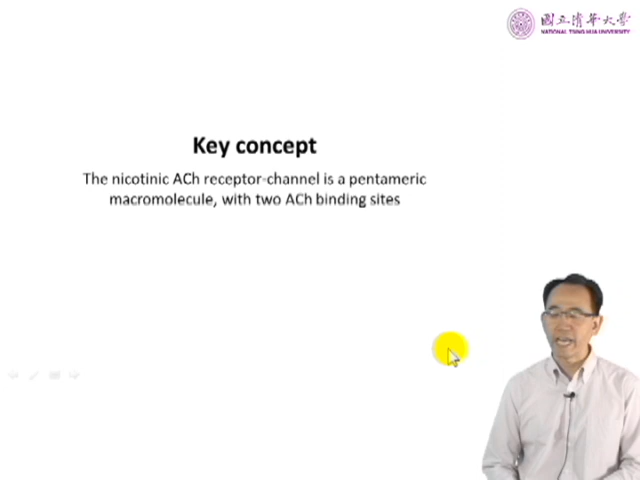 國立清華大學
NATIONAL TSING HUA UNIVERSITY
Key concept
The nicotinic ACh receptor-channel is a pentameric
macromolecule, with two ACh binding sites